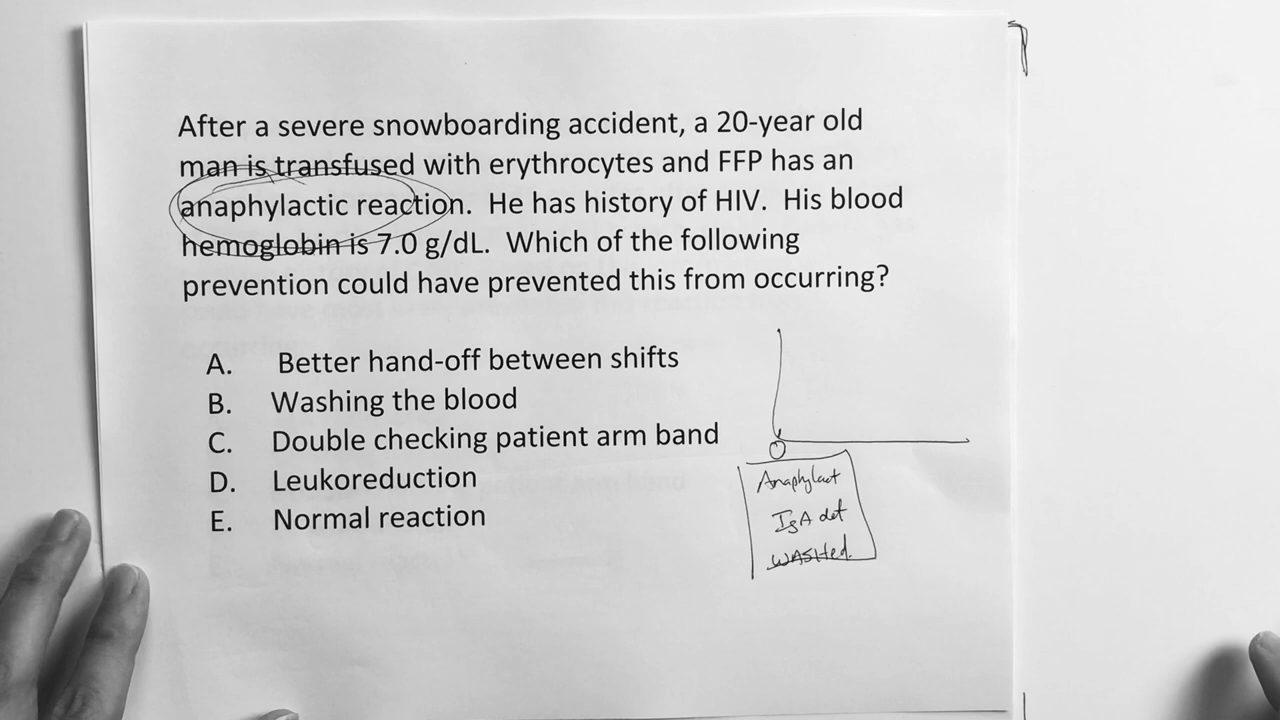 After a severe snowboarding accident, a 20-year old
man is transfused with erythrocytes and FFP has an
anaphylactic reaction. He has history of HIV. His blood
hemoglobin is 7.0 g/dL. Which of the following
prevention could have prevented this from occurring?
A. Better hand-off between shifts
B. Washing the blood
C. Double checking patient arm band
D. Leukoreduction
E. Normal reaction
Anaphylact
IgA def
WASHed